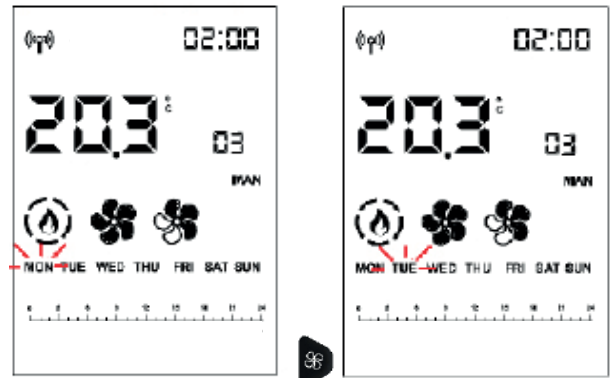 02:00
20.3 °C
03
MAN
MON TUE WED THU FRI SAT SUN
02:00
20.3 °C
03
MAN
MON TUE WED THU FRI SAT SUN